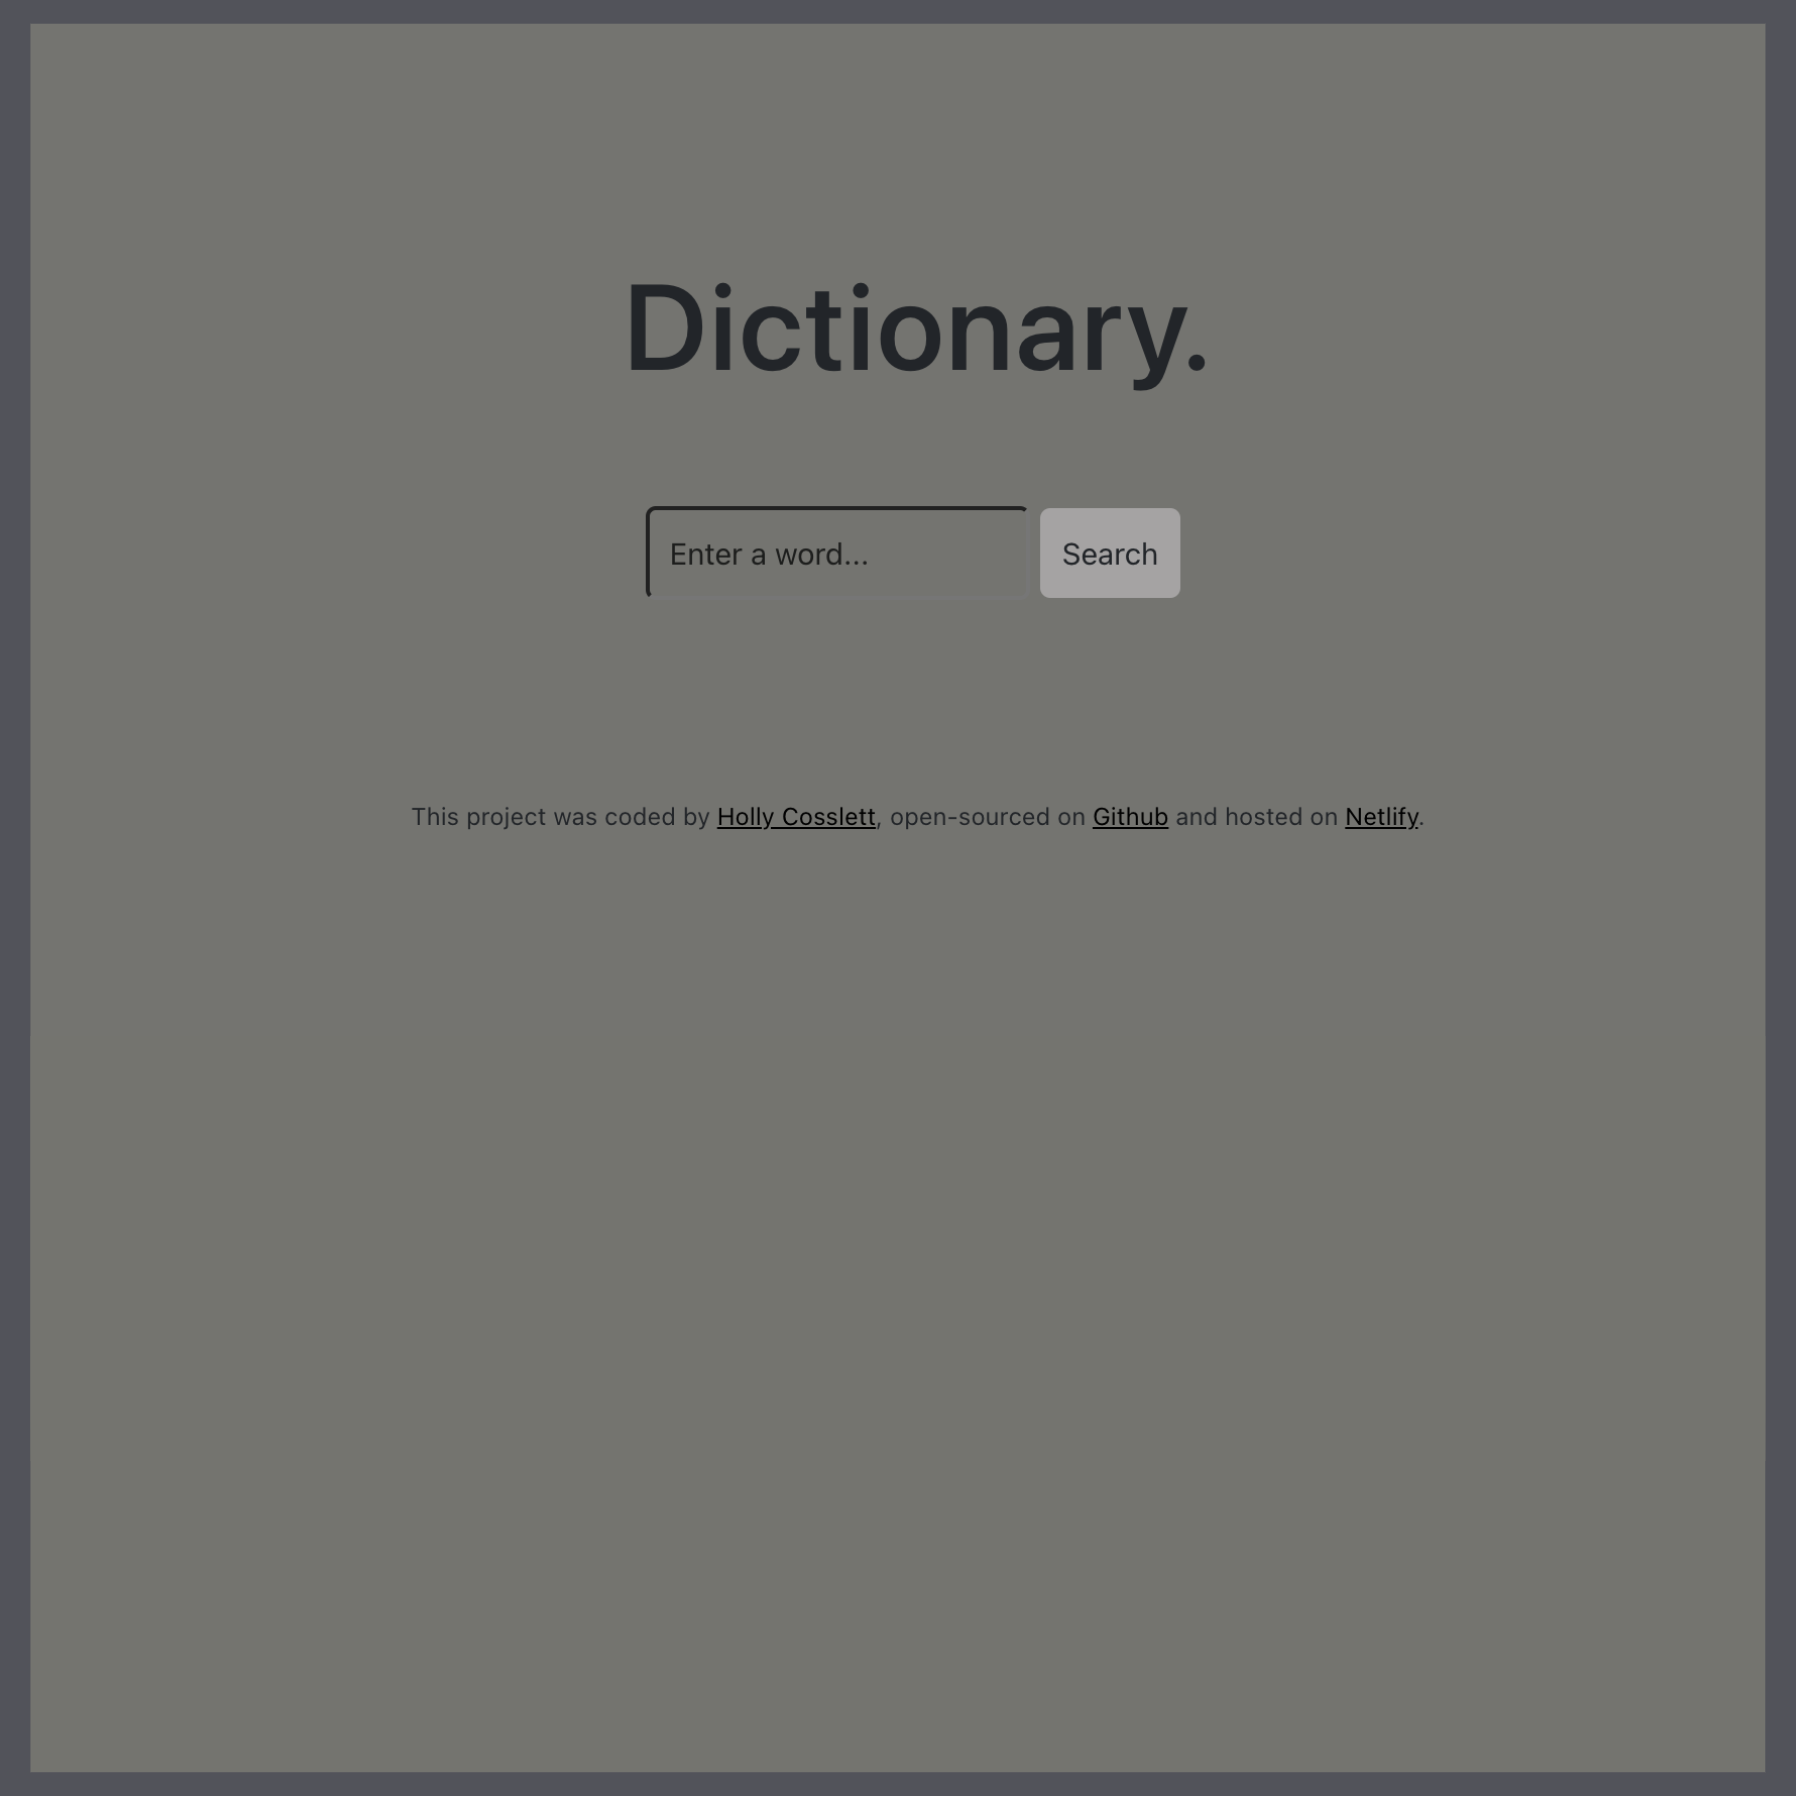 Dictionary.
Enter a word...
Search
This project was coded by Holly Cosslett, open-sourced on Github and hosted on Netlify.